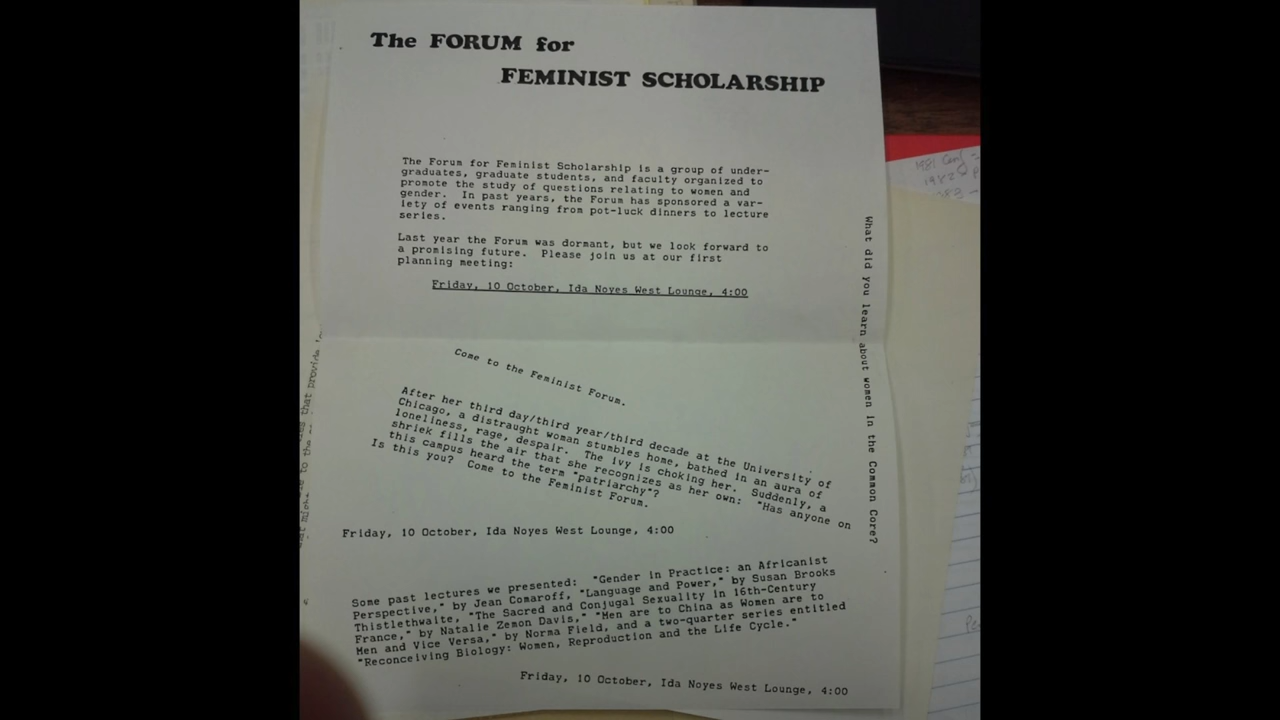 The FORUM for
FEMINIST SCHOLARSHIP
The Forum for Feminist Scholarship is a group of under-
graduates, graduate students, and faculty organized to
promote the study of questions relating to women and
gender. In past years, the Forum has sponsored a var-
iety of events ranging from pot-luck dinners to lecture
series.
Last year the Forum was dormant, but we look forward to
a promising future. Please join us at our first
planning meeting:
Friday, 10 October, Ida Noyes West Lounge, 4:00
What did you learn about women in the Common Core?
Come to the Feminist Forum.
After her third day/third year/third decade at the University of
Chicago, a distraught woman stumbles home, bathed in an aura of
loneliness, rage, despair. The ivy is choking her. Suddenly, a
shriek fills the air that she recognizes as her own: "Has anyone on
this campus heard the term "patriarchy"?
Is this you? Come to the Feminist Forum.
Friday, 10 October, Ida Noyes West Lounge, 4:00
Some past lectures we presented: "Gender in Practice: an Africanist
Perspective," by Jean Comaroff, "Language and Power," by Susan Brooks
Thistlethwaite, "The Sacred and Conjugal Sexuality in 16th-Century
France," by Natalie Zemon Davis," "Men are to China as Women are to
Men and Vice Versa," by Norma Field, and a two-quarter series entitled
"Reconceiving Biology: Women, Reproduction and the Life Cycle."
Friday, 10 October, Ida Noyes West Lounge, 4:00
that provide
1981
1982